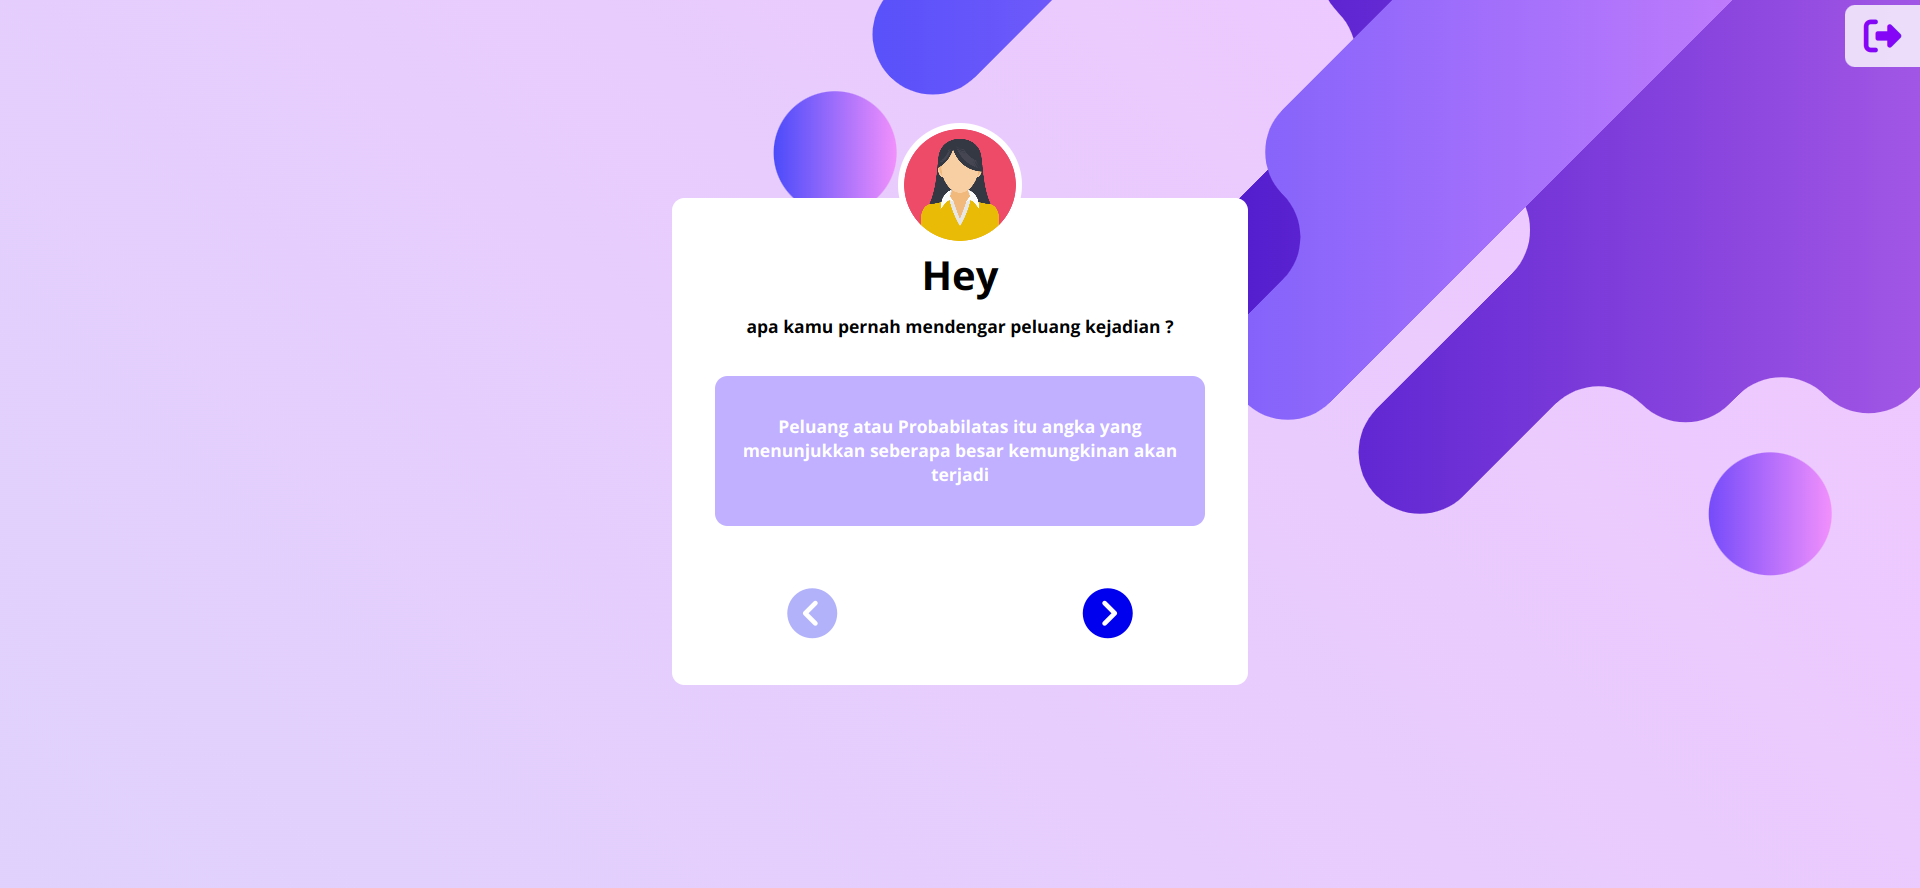 Hey
apa kamu pernah mendengar peluang kejadian ?
Peluang atau Probabilatas itu angka yang
menunjukkan seberapa besar kemungkinan akan
terjadi